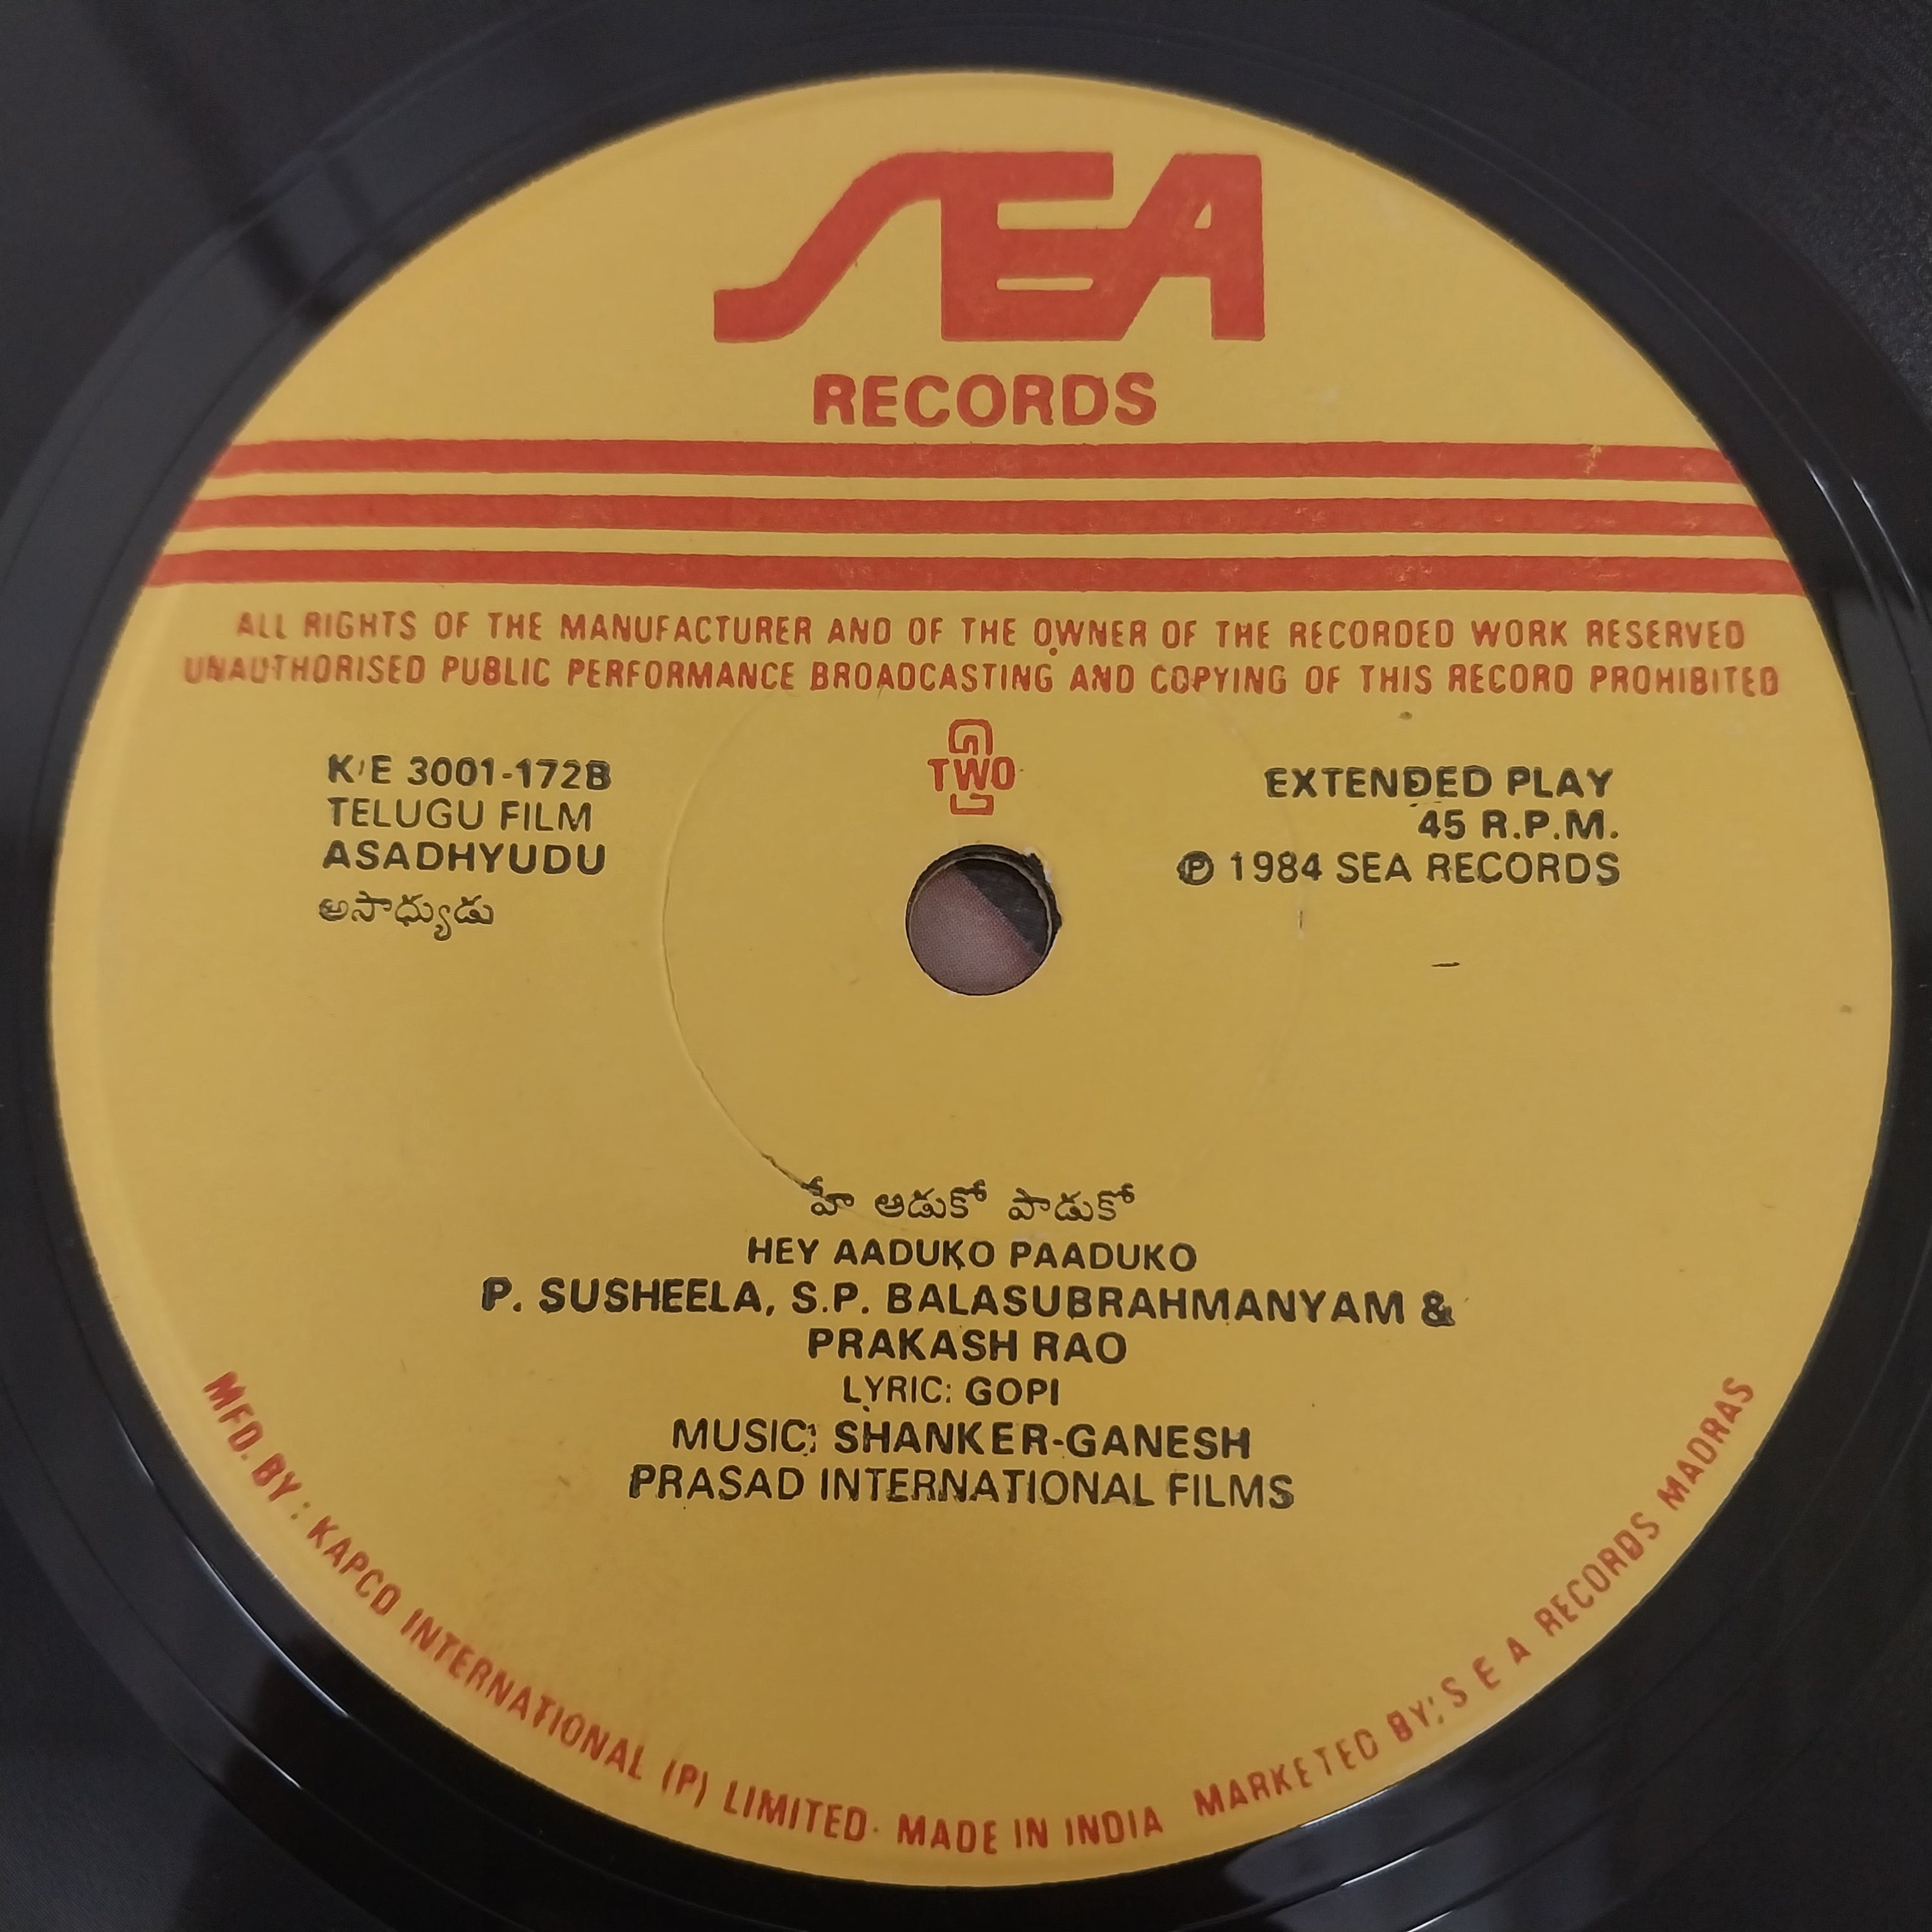 SEA
RECORDS
ALL RIGHTS OF THE MANUFACTURER AND OF THE OWNER OF THE RECORDED WORK RESERVED
UNAUTHORISED PUBLIC PERFORMANCE BROADCASTING AND COPYING OF THIS RECORD PROHIBITED
2
TWO
K/E 3001-172B
TELUGU FILM
ASADHYUDU
అసాధ్యుడు
EXTENDED PLAY
45 R.P.M.
℗ 1984 SEA RECORDS
హే ఆడుకో పాడుకో
HEY AADUKO PAADUKO
P. SUSHEELA, S.P. BALASUBRAHMANYAM &
PRAKASH RAO
LYRIC: GOPI
MUSIC: SHANKER-GANESH
PRASAD INTERNATIONAL FILMS
MFD. BY : KAPCO INTERNATIONAL (P) LIMITED. MADE IN INDIA MARKETED BY: S E A RECORDS MADRAS